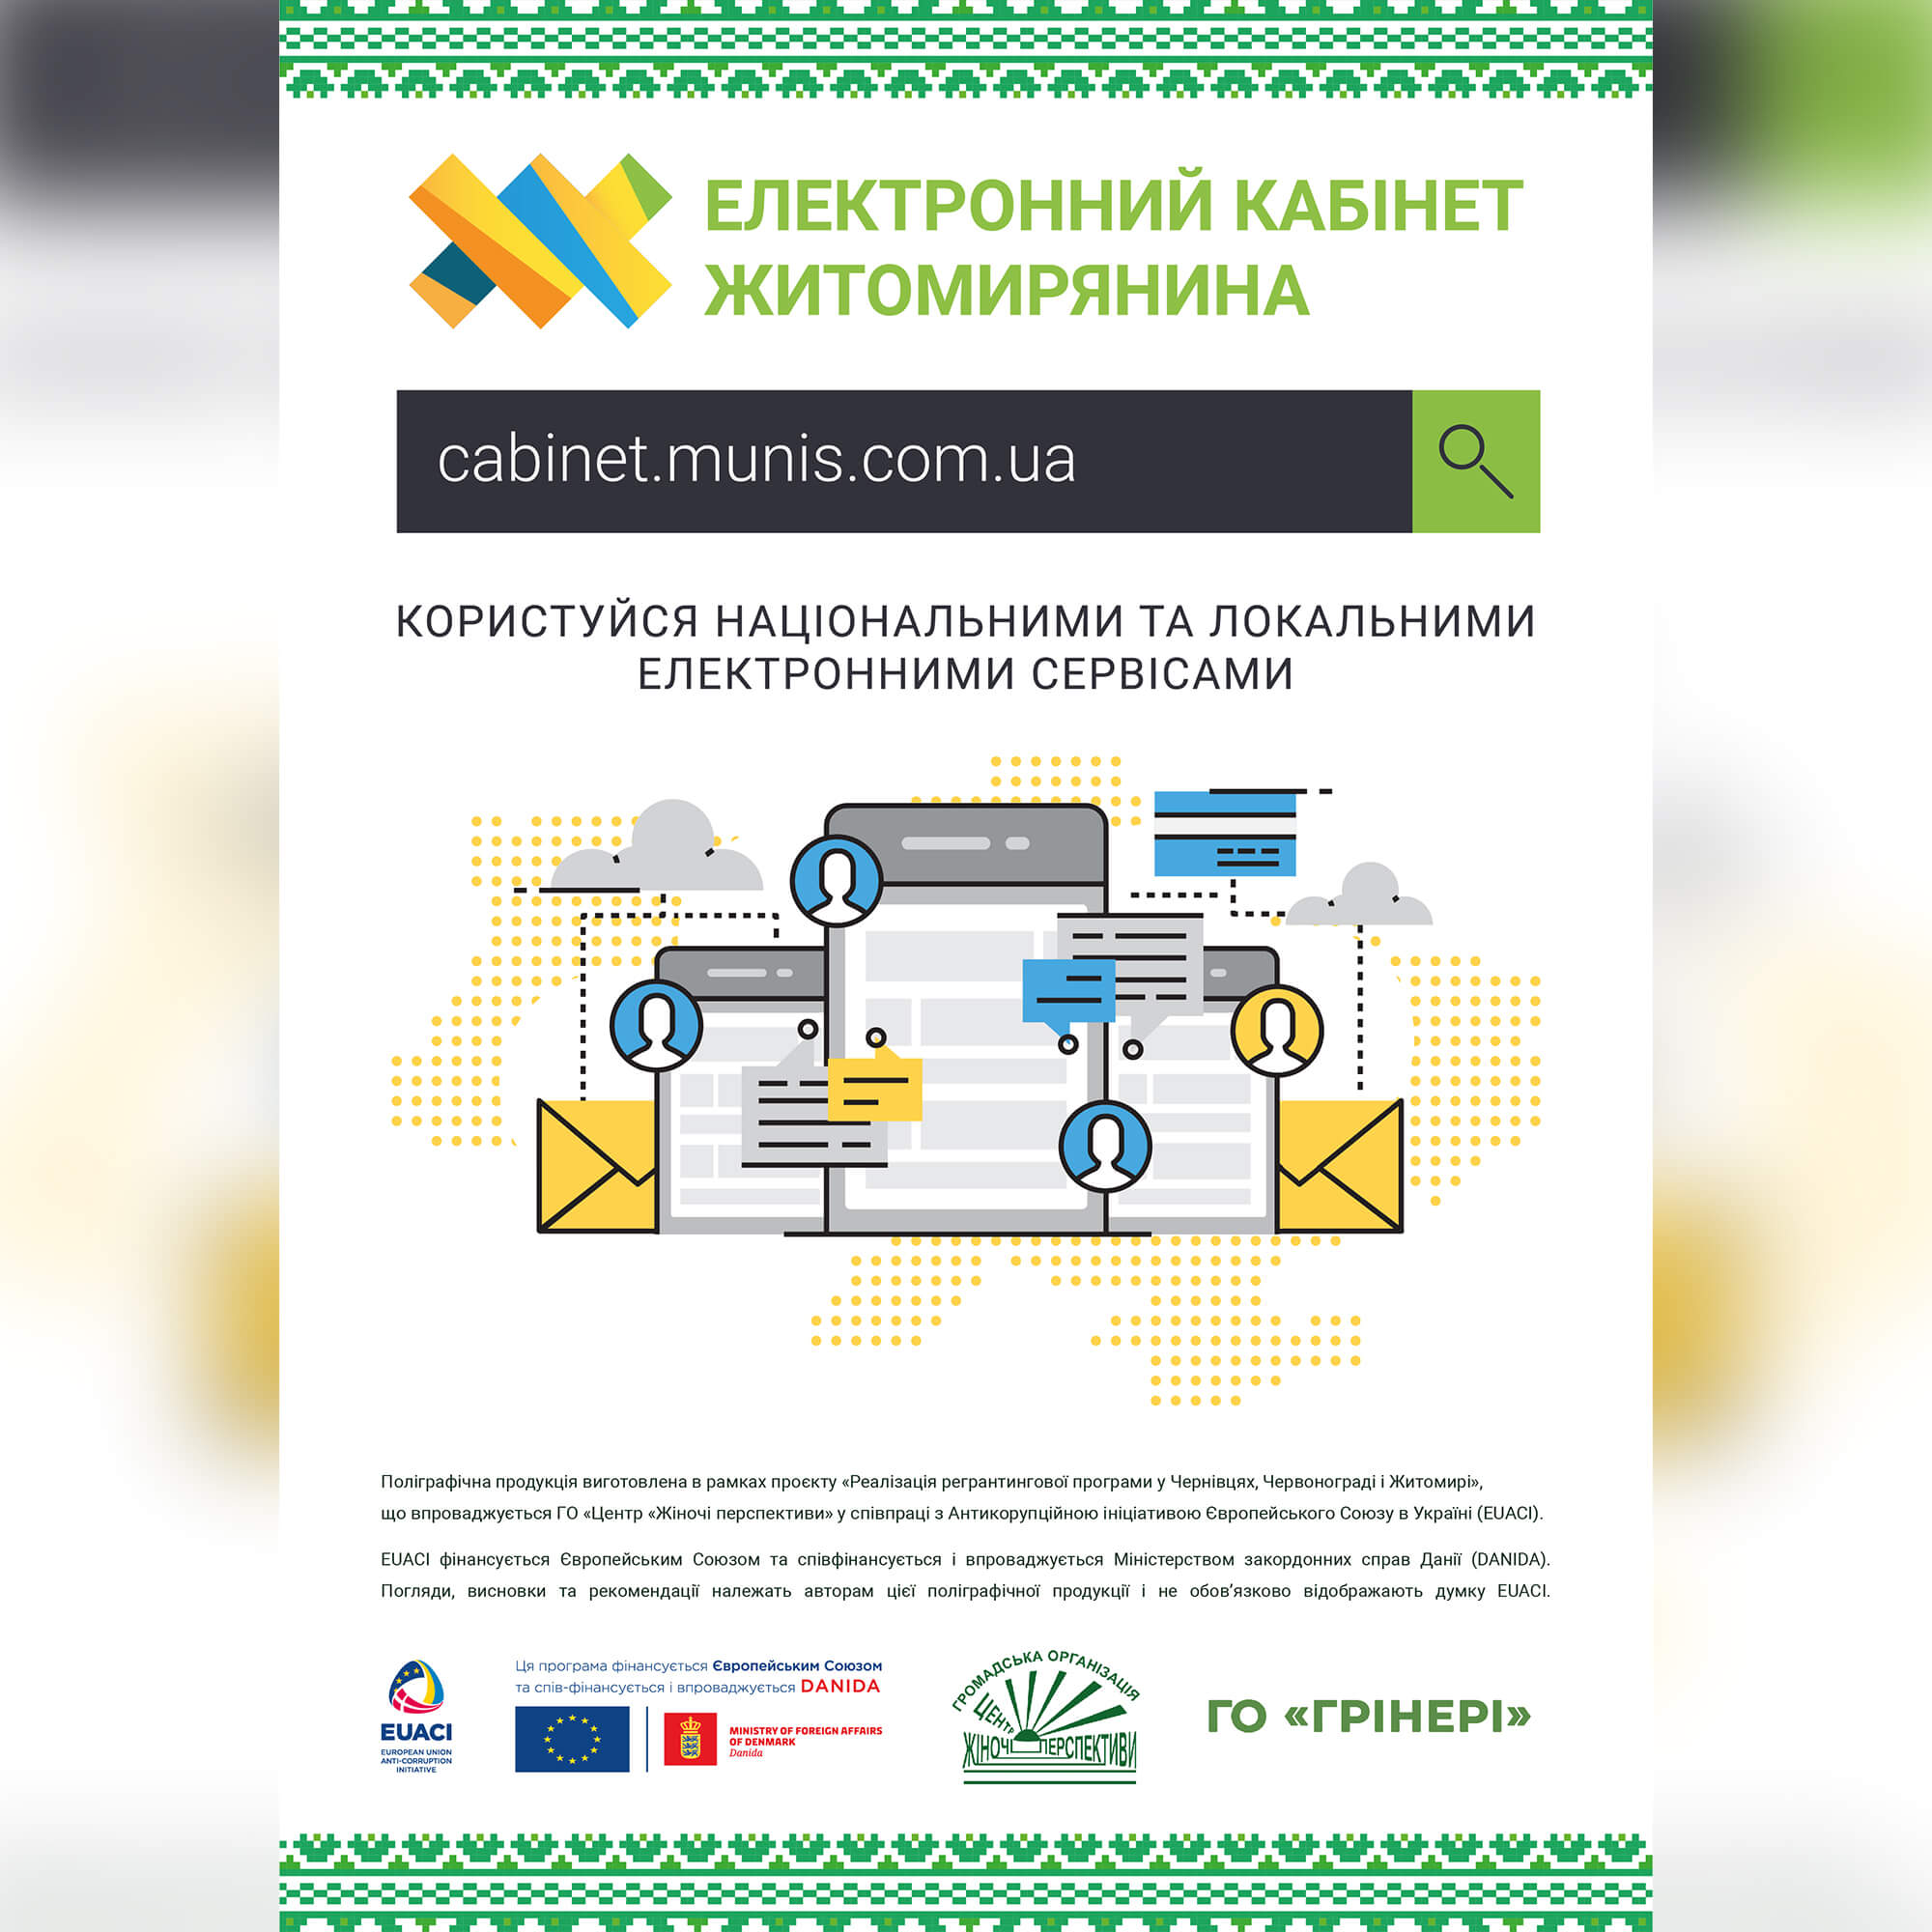 ЕЛЕКТРОННИЙ КАБІНЕТ
ЖИТОМИРЯНИНА
cabinet.munis.com.ua
КОРИСТУЙСЯ НАЦІОНАЛЬНИМИ ТА ЛОКАЛЬНИМИ
ЕЛЕКТРОННИМИ СЕРВІСАМИ
Поліграфічна продукція виготовлена в рамках проєкту «Реалізація регрантингової програми у Чернівцях, Червонограді і Житомирі»,
що впроваджується ГО «Центр «Жіночі перспективи» у співпраці з Антикорупційною ініціативою Європейського Союзу в Україні (EUACI).
EUACI фінансується Європейським Союзом та співфінансується і впроваджується Міністерством закордонних справ Данії (DANIDA).
Погляди, висновки та рекомендації належать авторам цієї поліграфічної продукції і не обов’язково відображають думку EUACI.
EUACI
EUROPEAN UNION
ANTI-CORRUPTION
INITIATIVE
Ця програма фінансується Європейським Союзом
та спів-фінансується і впроваджується DANIDA
MINISTRY OF FOREIGN AFFAIRS
OF DENMARK
Danida
ГРОМАДСЬКА ОРГАНІЗАЦІЯ
ЦЕНТР
ЖІНОЧІ ПЕРСПЕКТИВИ
ГО «ГРІНЕРІ»